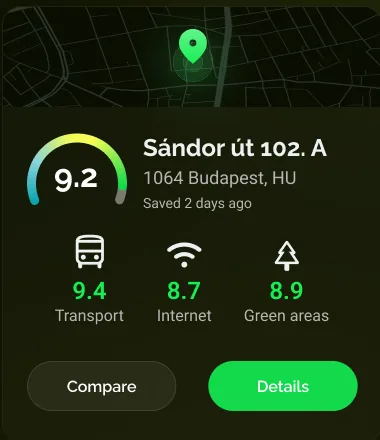 Sándor út 102. A
9.2
1064 Budapest, HU
Saved 2 days ago
9.4
8.7
8.9
Transport
Internet
Green areas
Compare
Details